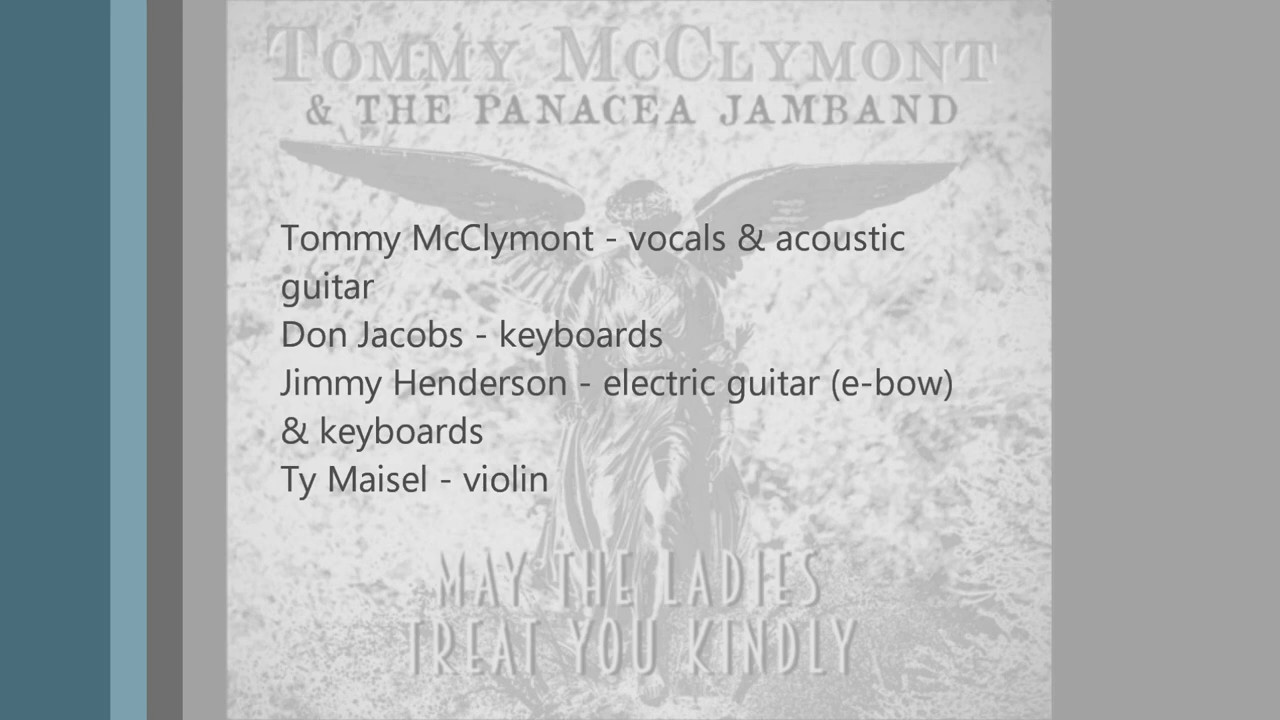 Tommy McClymont
& the Panacea Jamband
Tommy McClymont - vocals & acoustic
guitar
Don Jacobs - keyboards
Jimmy Henderson - electric guitar (e-bow)
& keyboards
Ty Maisel - violin
MAY THE LADIES
TREAT YOU KINDLY